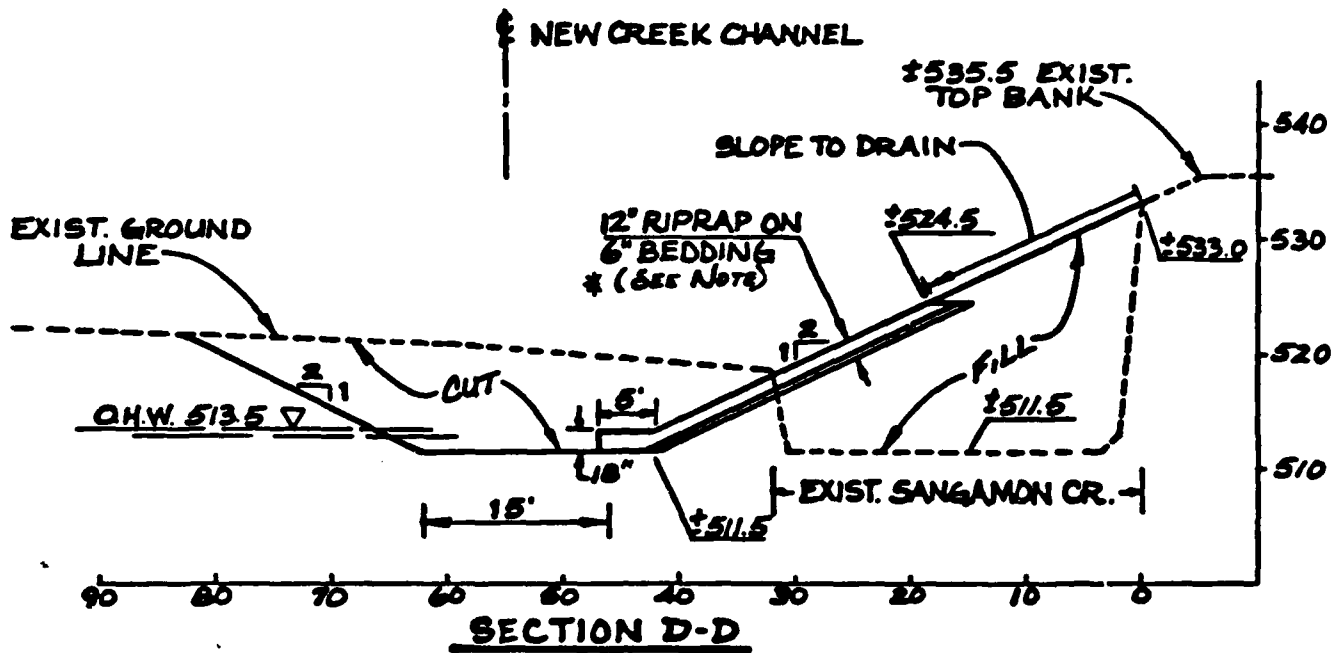 ℄ NEW CREEK CHANNEL
±535.5 EXIST.
TOP BANK
540
SLOPE TO DRAIN
EXIST. GROUND
LINE
12" RIPRAP ON
6" BEDDING
* (SEE NOTE)
±524.5
530
±533.0
2
1
2
1
520
CUT
FILL
5'
O.H.W. 513.5
±511.5
18"
510
EXIST. SANGAMON CR.
15'
±511.5
90 80 70 60 50 40 30 20 10 0
SECTION D-D